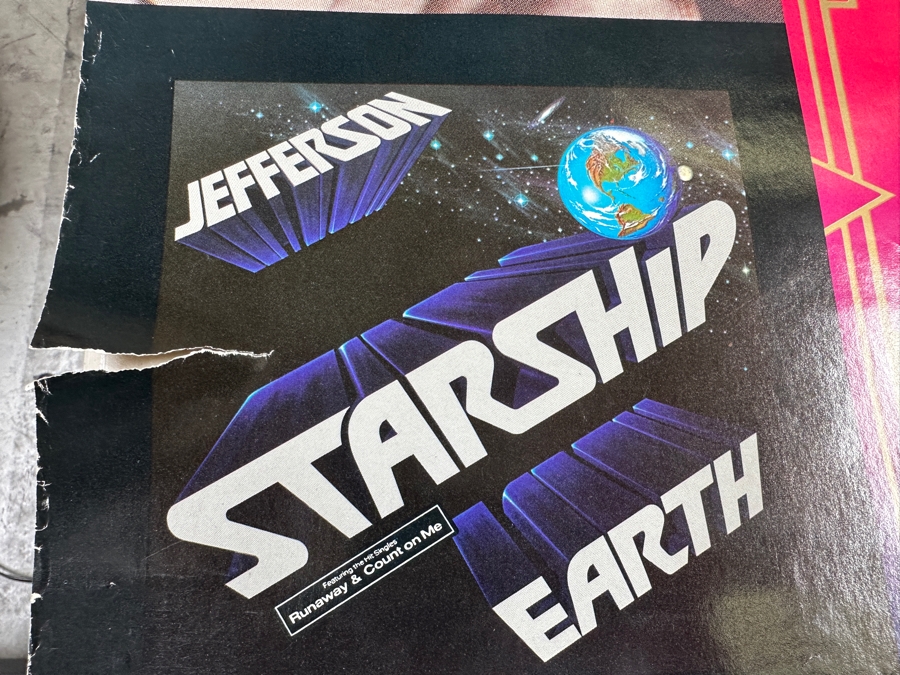 JEFFERSON
STARSHIP
EARTH
Featuring the Hit Singles
Runaway & Count on Me